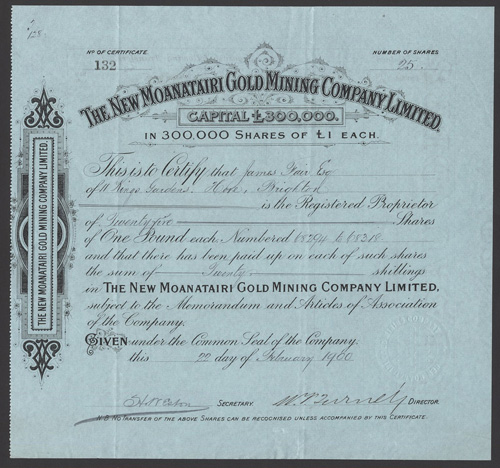 No OF CERTIFICATE. NUMBER OF SHARES
132 25
THE NEW MOANATAIRI GOLD MINING COMPANY LIMITED.
CAPITAL £300,000.
IN 300,000 SHARES OF £1 EACH.
This is to Certify that James Fair Esq
of 11 Kings Gardens. Hove, Brighton
is the Registered Proprietor
of Twenty five Shares
of One Pound each Numbered to
and that there has been paid up on each of such shares
the sum of Twenty shillings
in THE NEW MOANATAIRI GOLD MINING COMPANY LIMITED.
subject to the Memorandum and Articles of Association
of the Company.
GIVEN under the Common Seal of the Company.
this 22 day of February 1900
SECRETARY. DIRECTOR.
N.B NO TRANSFER OF THE ABOVE SHARES CAN BE RECOGNISED UNLESS ACCOMPANIED BY THIS CERTIFICATE.
THE NEW MOANATAIRI GOLD MINING COMPANY LIMITED.